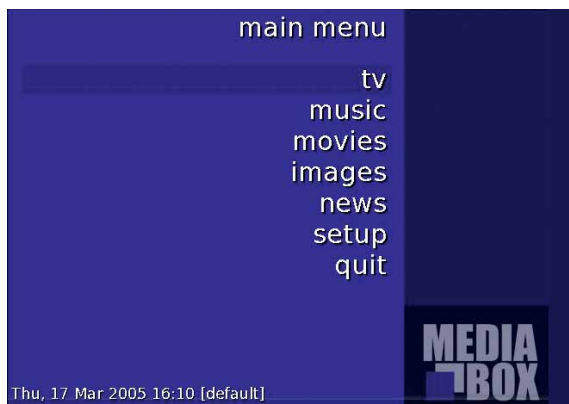 main menu
tv
music
movies
images
news
setup
quit
MEDIA
BOX
Thu, 17 Mar 2005 16:10 [default]